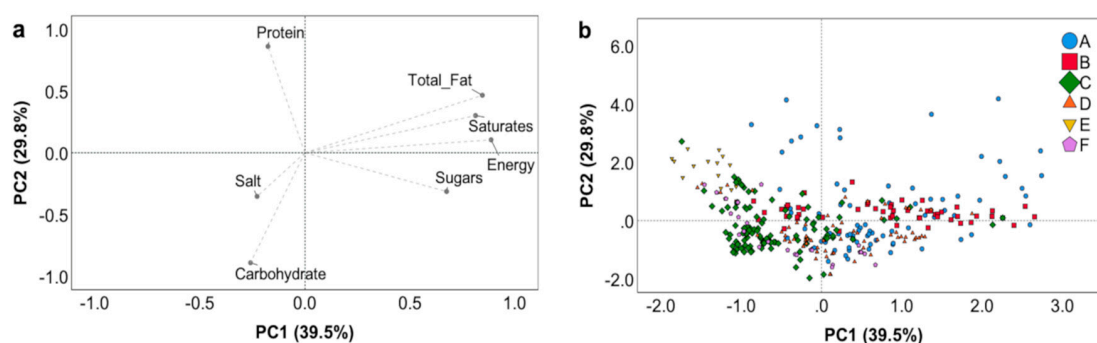 a
1.0
0.5
0.0
-0.5
-1.0
PC2 (29.8%)
Protein
Total_Fat
Saturates
Energy
Sugars
Salt
Carbohydrate
-1.0 -0.5 0.0 0.5 1.0
PC1 (39.5%)
b
6.0
4.0
2.0
.0
-2.0
PC2 (29.8%)
A
B
C
D
E
F
-2.0 -1.0 .0 1.0 2.0 3.0
PC1 (39.5%)